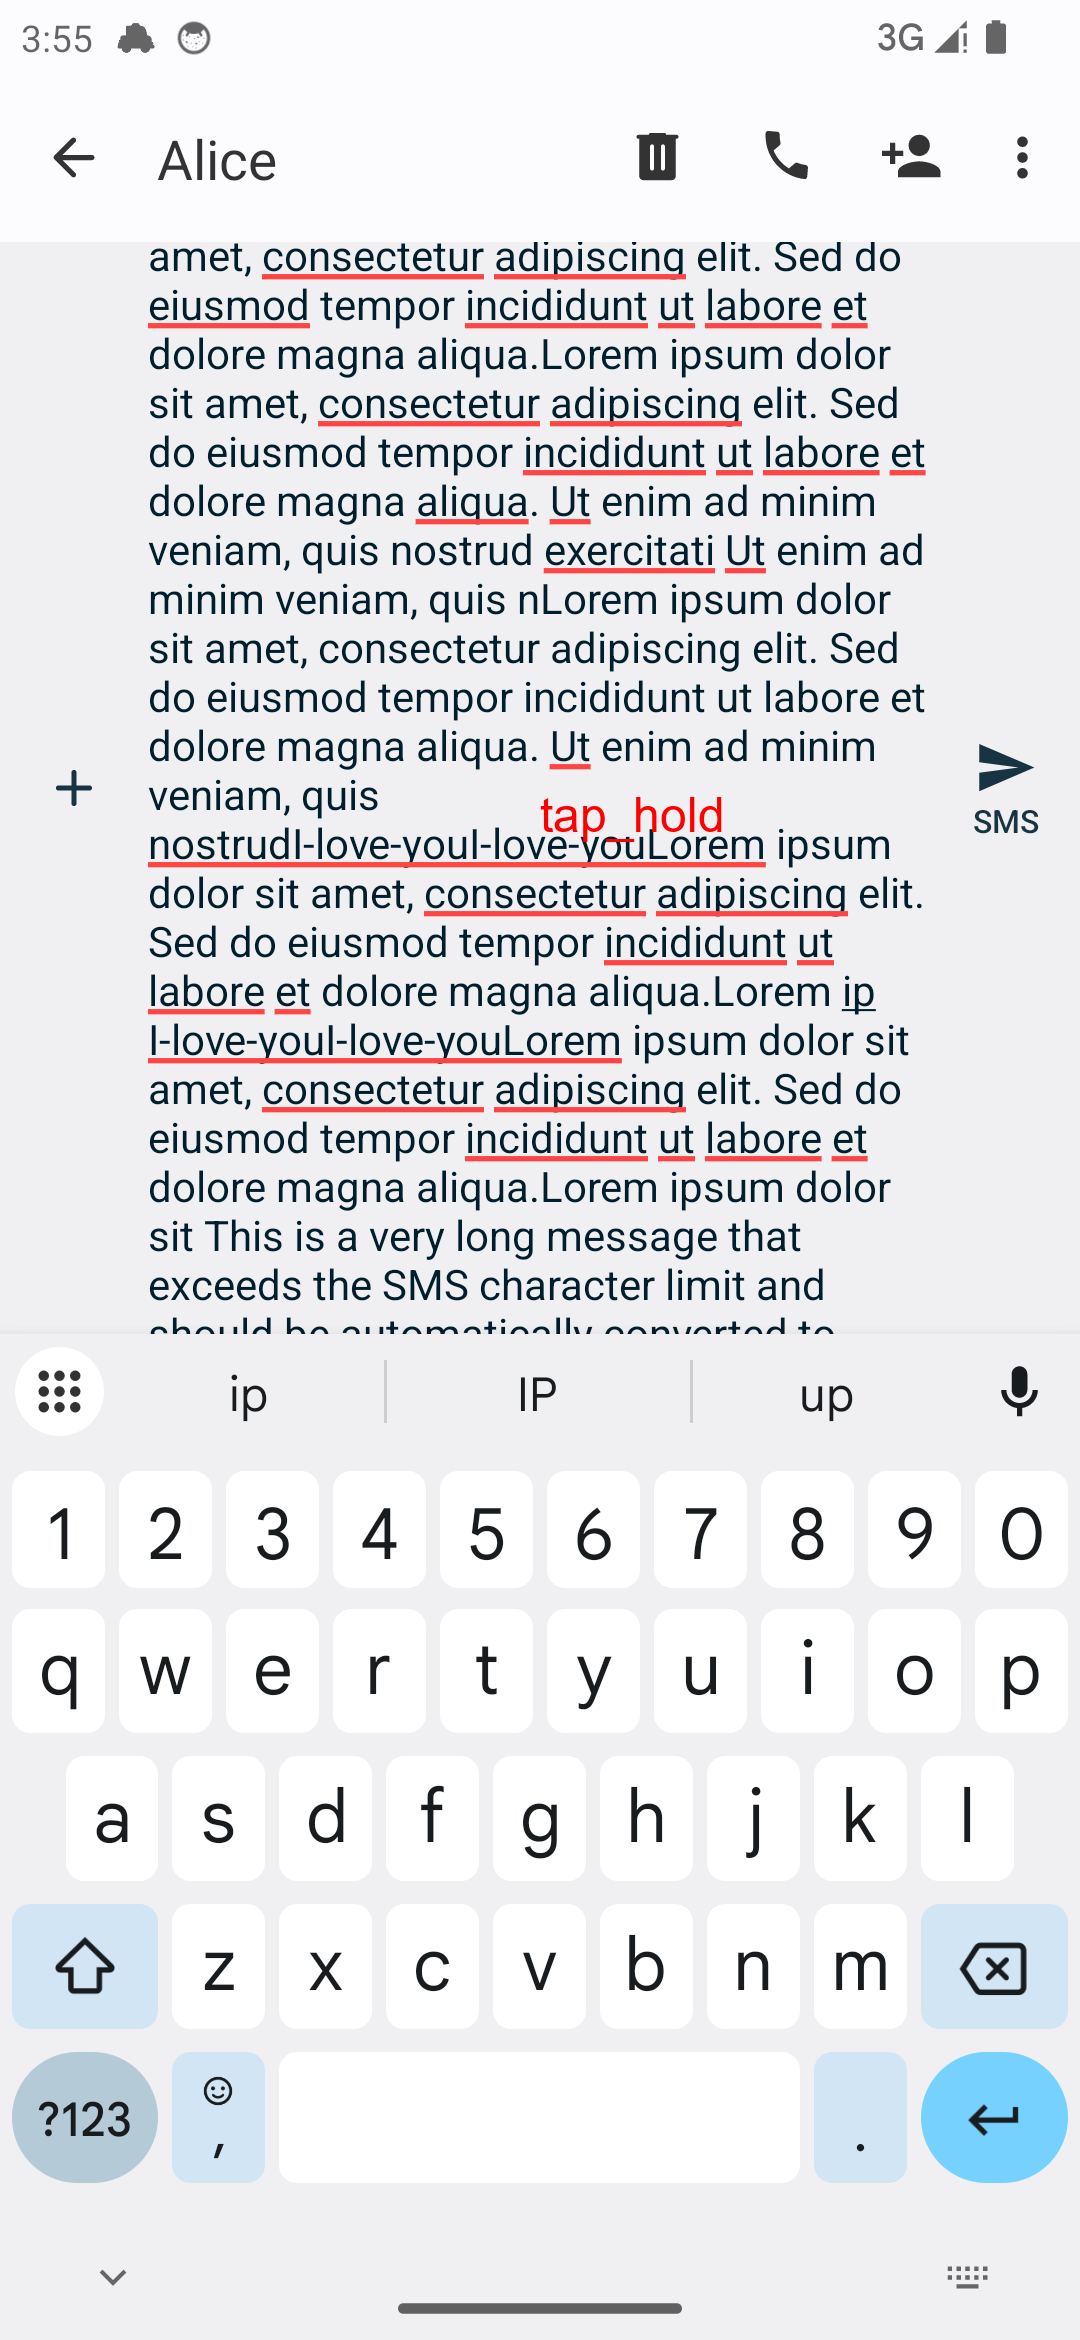 3:55
3G
Alice
amet, consectetur adipiscing elit. Sed do
eiusmod tempor incididunt ut labore et
dolore magna aliqua.Lorem ipsum dolor
sit amet, consectetur adipiscing elit. Sed
do eiusmod tempor incididunt ut labore et
dolore magna aliqua. Ut enim ad minim
veniam, quis nostrud exercitati Ut enim ad
minim veniam, quis nLorem ipsum dolor
sit amet, consectetur adipiscing elit. Sed
do eiusmod tempor incididunt ut labore et
dolore magna aliqua. Ut enim ad minim
veniam, quis
tap_hold
SMS
nostrudI-love-youI-love-youLorem ipsum
dolor sit amet, consectetur adipiscing elit.
Sed do eiusmod tempor incididunt ut
labore et dolore magna aliqua.Lorem ip
I-love-youI-love-youLorem ipsum dolor sit
amet, consectetur adipiscing elit. Sed do
eiusmod tempor incididunt ut labore et
dolore magna aliqua.Lorem ipsum dolor
sit This is a very long message that
exceeds the SMS character limit and
should be automatically converted to
ip IP up
1 2 3 4 5 6 7 8 9 0
q w e r t y u i o p
a s d f g h j k l
z x c v b n m
?123 , .